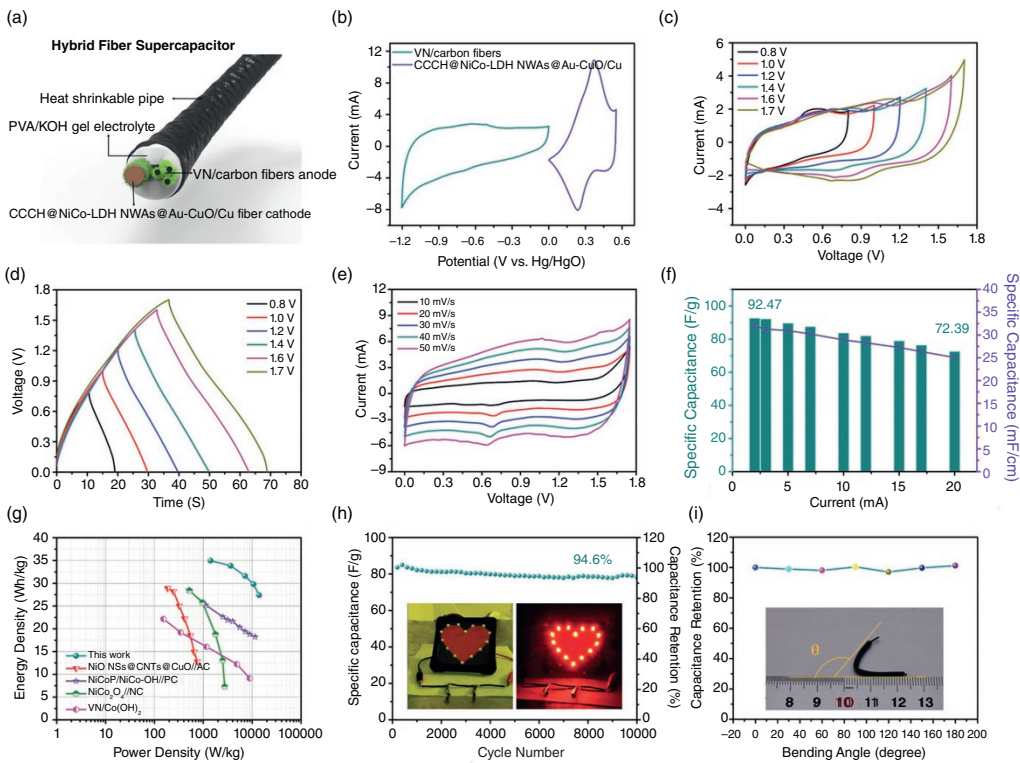 (a)
Hybrid Fiber Supercapacitor
Heat shrinkable pipe
PVA/KOH gel electrolyte
VN/carbon fibers anode
CCCH@NiCo-LDH NWAs@Au-CuO/Cu fiber cathode
(b)
VN/carbon fibers
CCCH@NiCo-LDH NWAs@Au-CuO/Cu
12
8
4
0
−4
−8
Current (mA)
−1.2 −0.9 −0.6 −0.3 0.0 0.3 0.6
Potential (V vs. Hg/HgO)
(c)
0.8 V
1.0 V
1.2 V
1.4 V
1.6 V
1.7 V
6
4
2
0
−2
−4
Current (mA)
0.0 0.3 0.6 0.9 1.2 1.5 1.8
Voltage (V)
(d)
0.8 V
1.0 V
1.2 V
1.4 V
1.6 V
1.7 V
1.8
1.5
1.2
0.9
0.6
0.3
0.0
Voltage (V)
0 10 20 30 40 50 60 70 80
Time (S)
(e)
10 mV/s
20 mV/s
30 mV/s
40 mV/s
50 mV/s
12
9
6
3
0
−3
−6
−9
Current (mA)
0.0 0.3 0.6 0.9 1.2 1.5 1.8
Voltage (V)
(f)
92.47
72.39
100
80
60
40
20
0
Specific Capacitance (F/g)
40
35
30
25
20
15
10
5
0
Specific Capacitance (mF/cm)
5 10 15 20
Current (mA)
(g)
40
35
30
25
20
15
10
5
0
Energy Density (Wh/kg)
This work
NiO NSs@CNTs@CuO//AC
NiCoP/NiCo-OH//PC
NiCo₂O₄//NC
VN/Co(OH)₂
1 10 100 1000 10000 100000
Power Density (W/kg)
(h)
94.6%
100
80
60
40
20
0
Specific capacitance (F/g)
120
100
80
60
40
20
0
Capacitance Retention (%)
0 2000 4000 6000 8000 10000
Cycle Number
(i)
120
100
80
60
40
20
0
Capacitance Retention (%)
θ
8 9 10 11 12 13
−20 0 20 40 60 80 100 120 140 160 180 200
Bending Angle (degree)